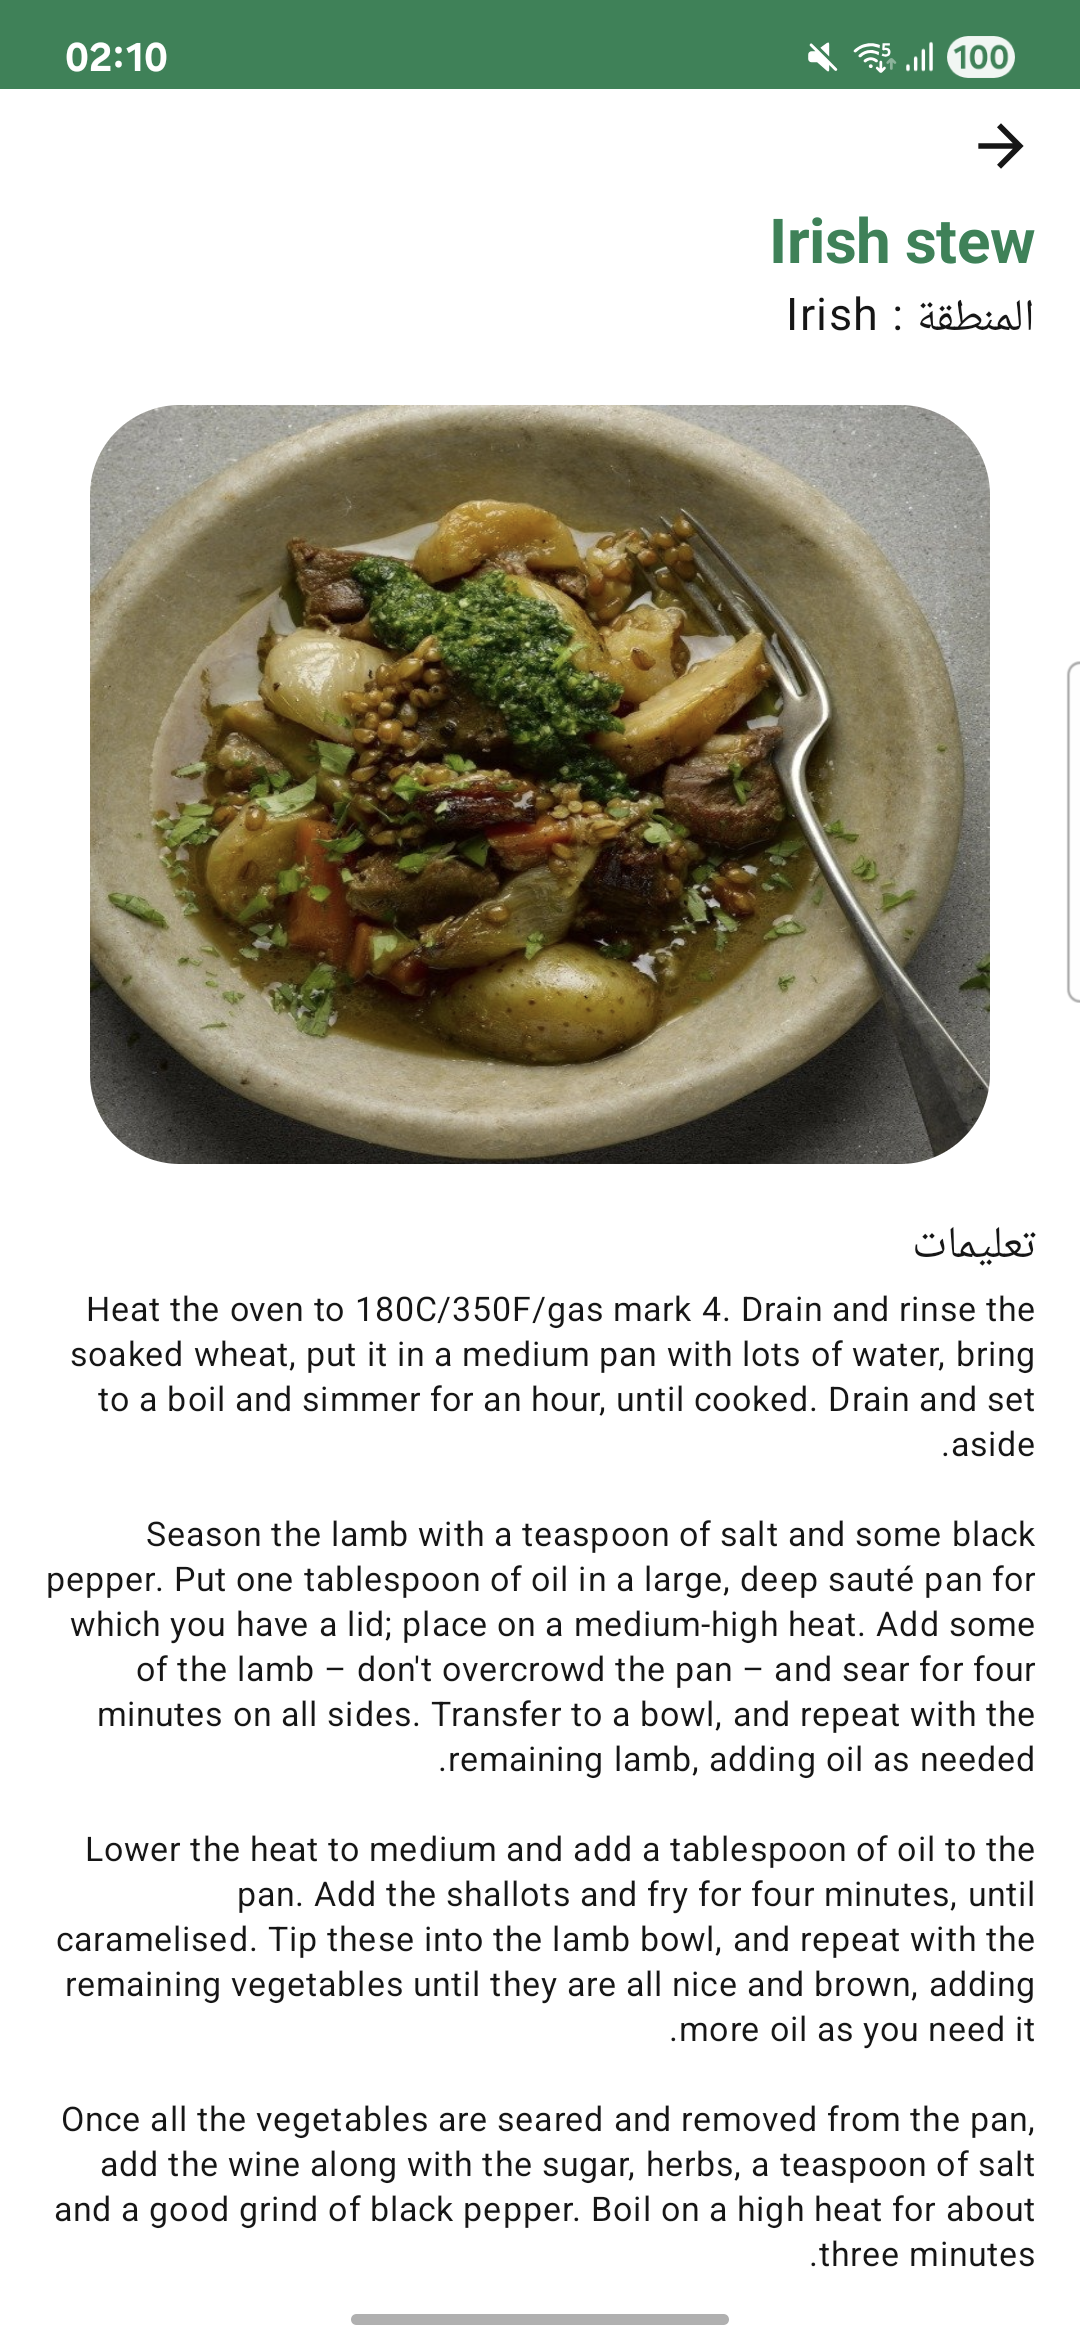 02:10
5
100
Irish stew
المنطقة : Irish
تعليمات
Heat the oven to 180C/350F/gas mark 4. Drain and rinse the
soaked wheat, put it in a medium pan with lots of water, bring
to a boil and simmer for an hour, until cooked. Drain and set
aside.
Season the lamb with a teaspoon of salt and some black
pepper. Put one tablespoon of oil in a large, deep sauté pan for
which you have a lid; place on a medium-high heat. Add some
of the lamb – don't overcrowd the pan – and sear for four
minutes on all sides. Transfer to a bowl, and repeat with the
remaining lamb, adding oil as needed.
Lower the heat to medium and add a tablespoon of oil to the
pan. Add the shallots and fry for four minutes, until
caramelised. Tip these into the lamb bowl, and repeat with the
remaining vegetables until they are all nice and brown, adding
more oil as you need it.
Once all the vegetables are seared and removed from the pan,
add the wine along with the sugar, herbs, a teaspoon of salt
and a good grind of black pepper. Boil on a high heat for about
three minutes.